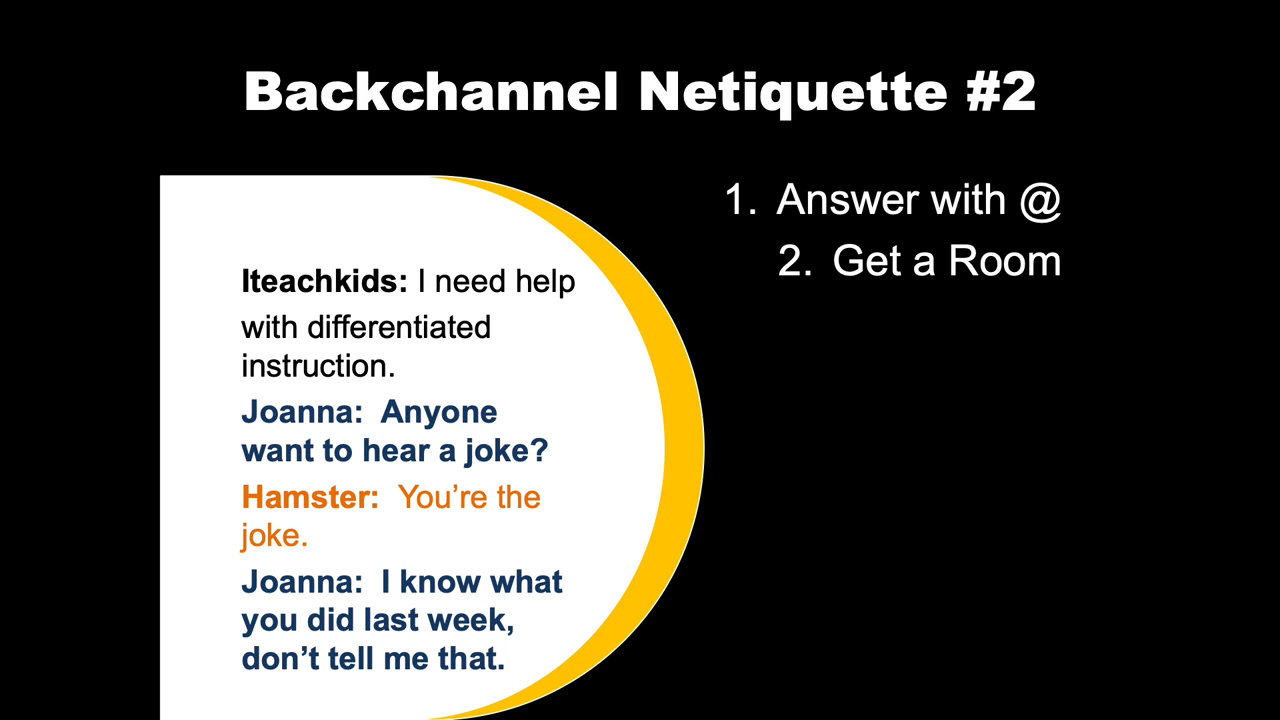 Backchannel Netiquette #2
1. Answer with @
2. Get a Room
Iteachkids: I need help
with differentiated
instruction.
Joanna: Anyone
want to hear a joke?
Hamster: You’re the
joke.
Joanna: I know what
you did last week,
don’t tell me that.